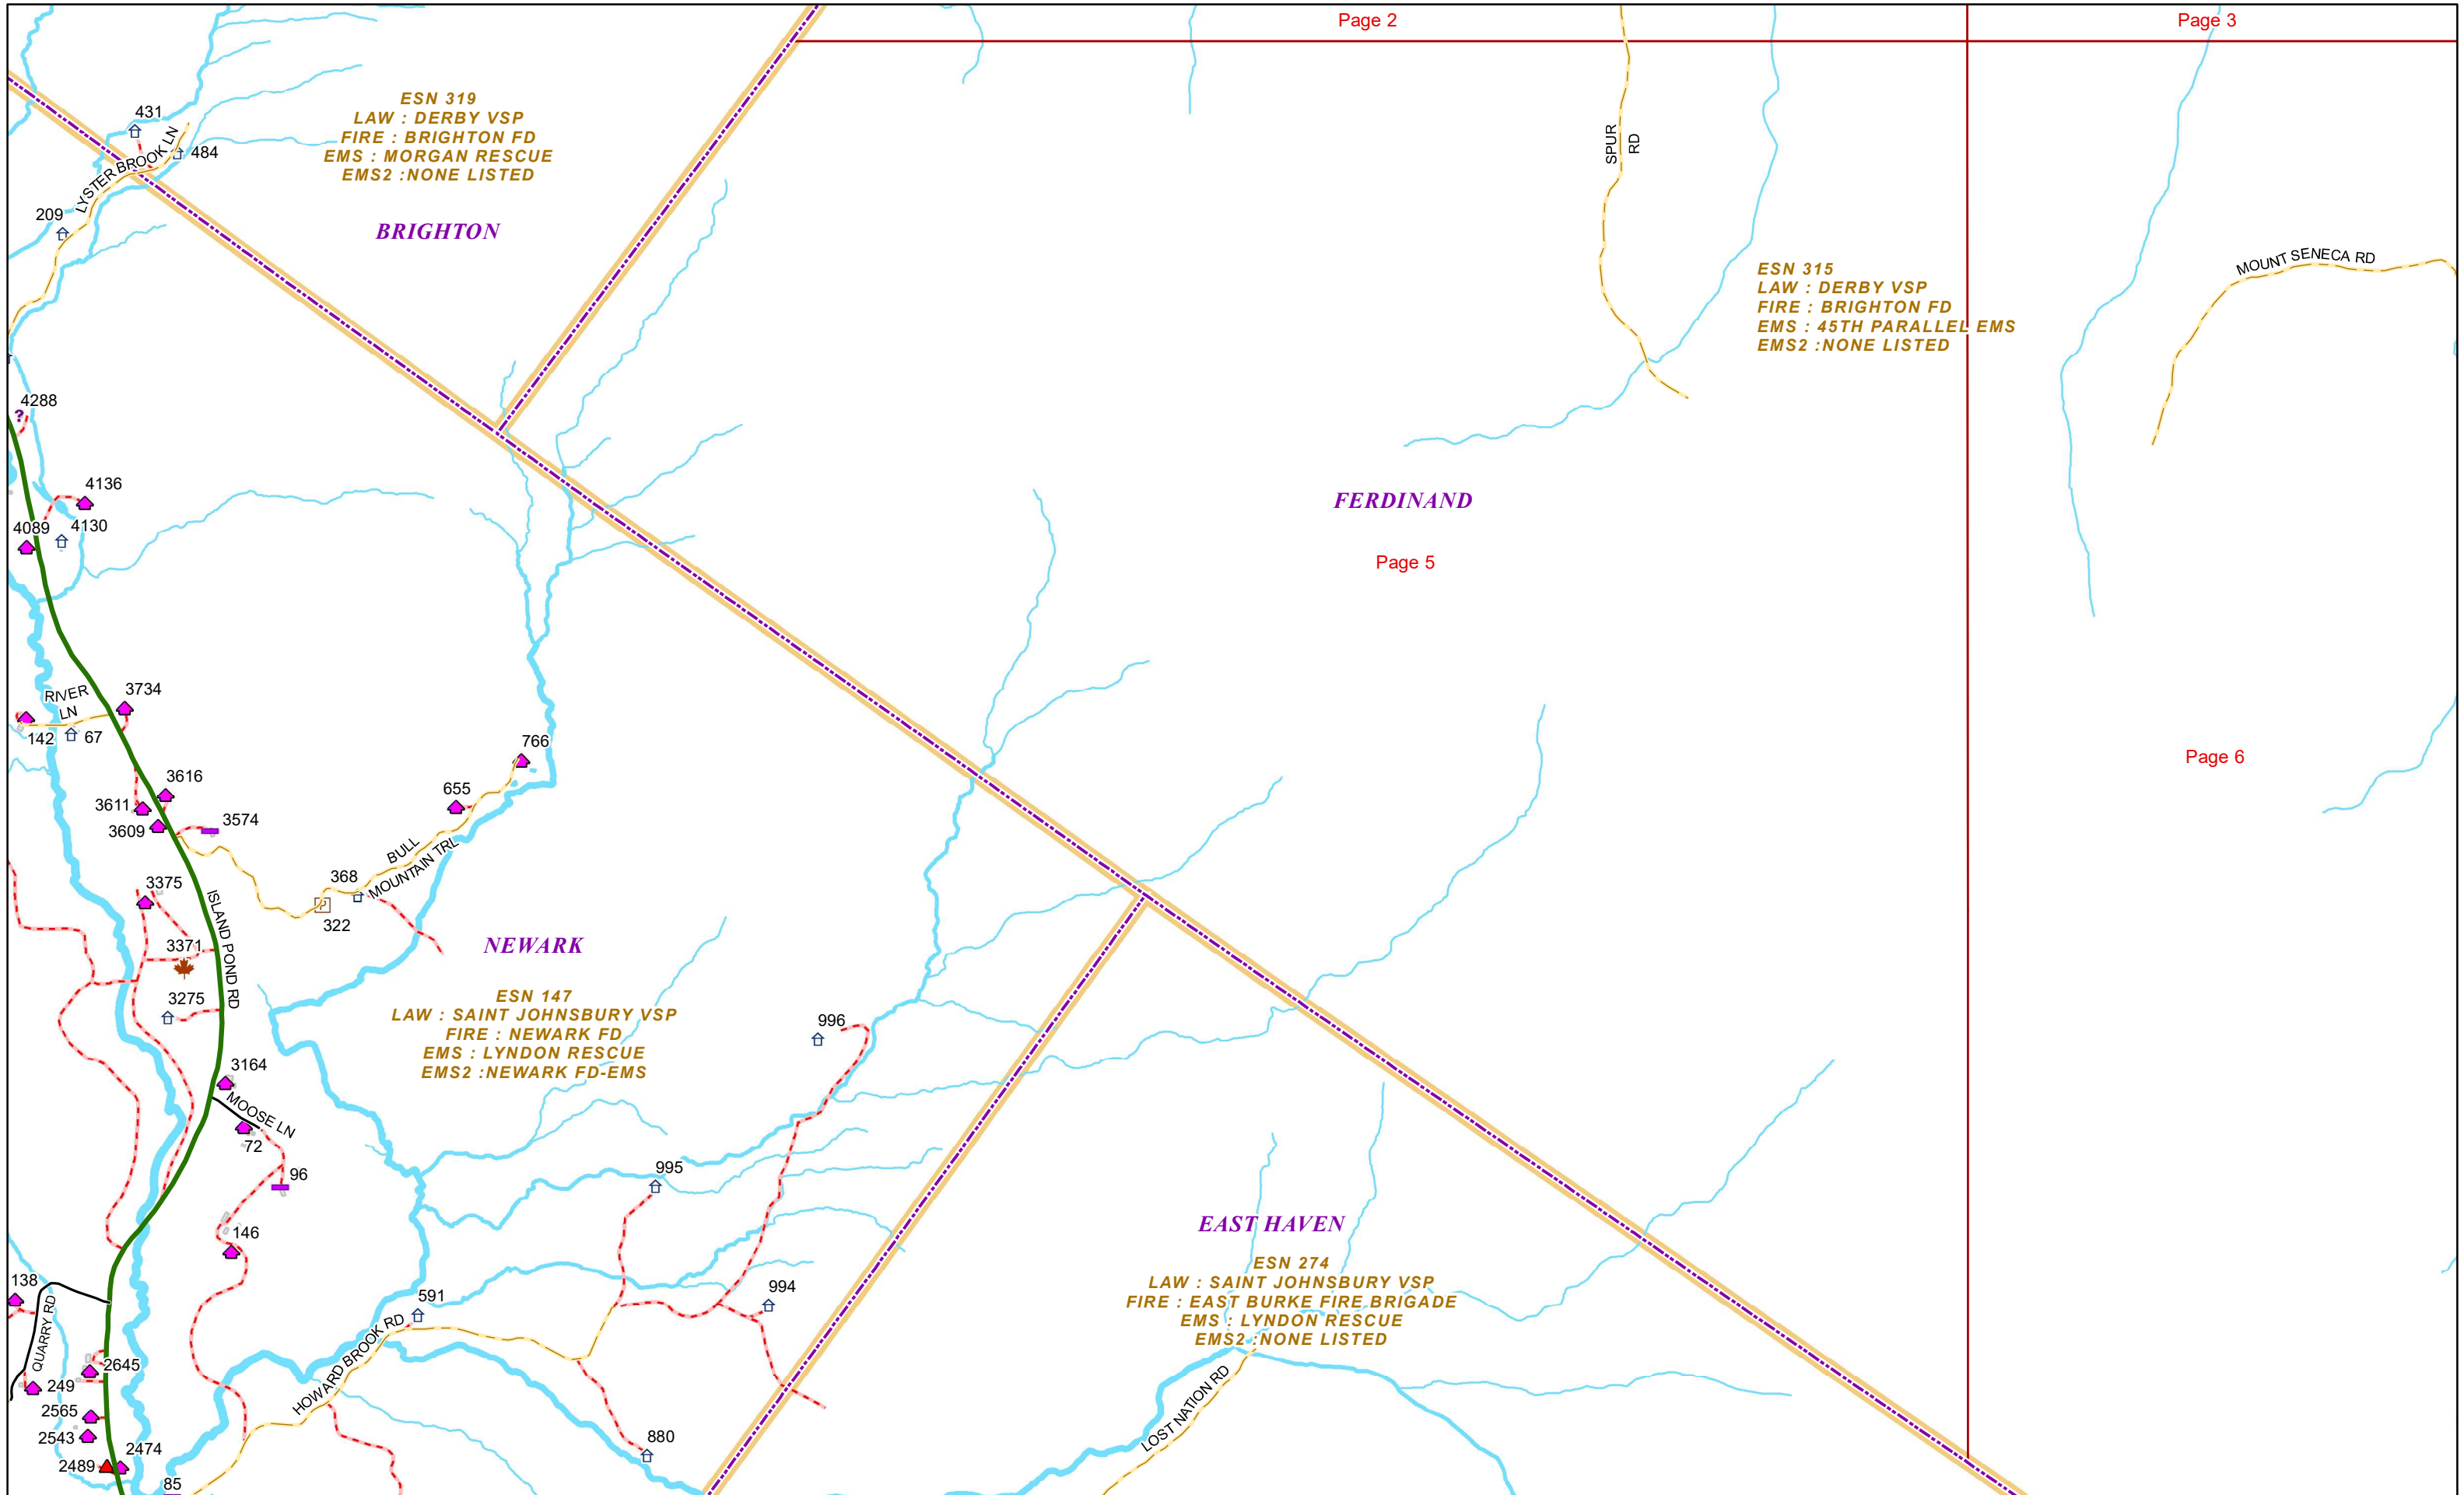 Page 2
Page 3
ESN 319
LAW : DERBY VSP
FIRE : BRIGHTON FD
EMS : MORGAN RESCUE
EMS2 :NONE LISTED
431
LYSTER BROOK LN
484
209
BRIGHTON
SPUR
RD
ESN 315
LAW : DERBY VSP
FIRE : BRIGHTON FD
EMS : 45TH PARALLEL EMS
EMS2 :NONE LISTED
MOUNT SENECA RD
?
4288
4136
4089
4130
FERDINAND
Page 5
RIVER
LN
3734
142
67
766
Page 6
3616
655
3611
3609
3574
BULL
MOUNTAIN TRL
368
322
3375
ISLAND POND RD
3371
NEWARK
3275
ESN 147
LAW : SAINT JOHNSBURY VSP
FIRE : NEWARK FD
EMS : LYNDON RESCUE
EMS2 :NEWARK FD-EMS
996
3164
MOOSE LN
72
96
995
146
EAST HAVEN
ESN 274
LAW : SAINT JOHNSBURY VSP
FIRE : EAST BURKE FIRE BRIGADE
EMS : LYNDON RESCUE
EMS2 :NONE LISTED
138
QUARRY RD
591
994
HOWARD BROOK RD
2645
249
LOST NATION RD
2565
2543
880
2474
2489
85
P